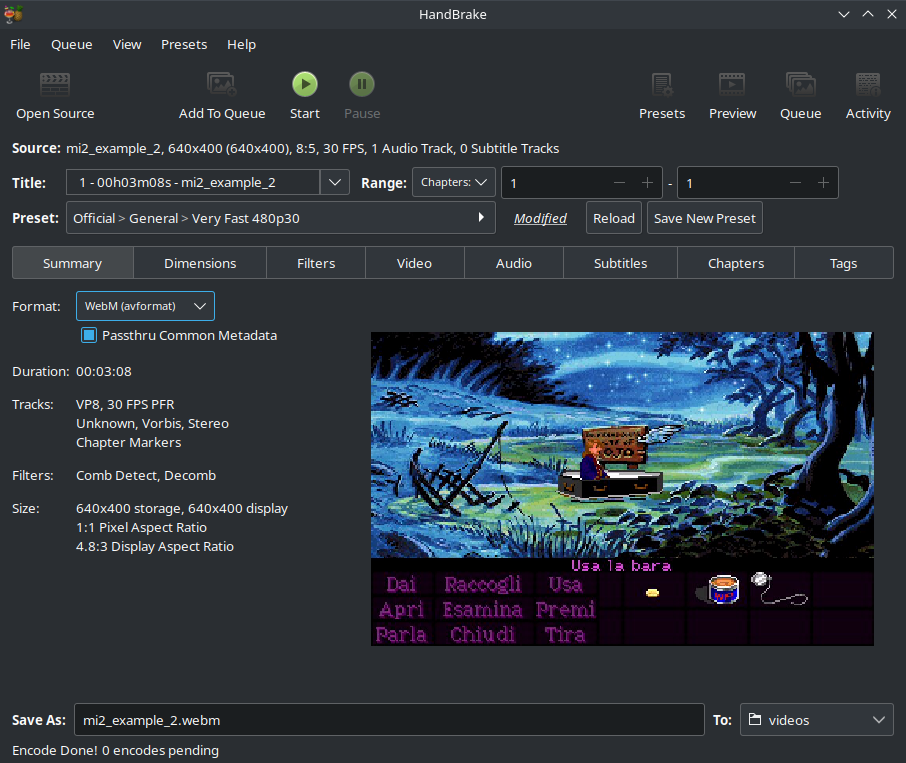 HandBrake
File Queue View Presets Help
Open Source Add To Queue Start Pause Presets Preview Queue Activity
Source: mi2_example_2, 640x400 (640x400), 8:5, 30 FPS, 1 Audio Track, 0 Subtitle Tracks
Title: 1 - 00h03m08s - mi2_example_2 Range: Chapters: 1 - 1
Preset: Official > General > Very Fast 480p30 Modified Reload Save New Preset
Summary Dimensions Filters Video Audio Subtitles Chapters Tags
Format: WebM (avformat)
Passthru Common Metadata
Duration: 00:03:08
Tracks: VP8, 30 FPS PFR
Unknown, Vorbis, Stereo
Chapter Markers
Filters: Comb Detect, Decomb
Size: 640x400 storage, 640x400 display
1:1 Pixel Aspect Ratio
4.8:3 Display Aspect Ratio
Usa la bara
Dai Raccogli Usa
Apri Esamina Premi
Parla Chiudi Tira
Save As: mi2_example_2.webm To: videos
Encode Done! 0 encodes pending